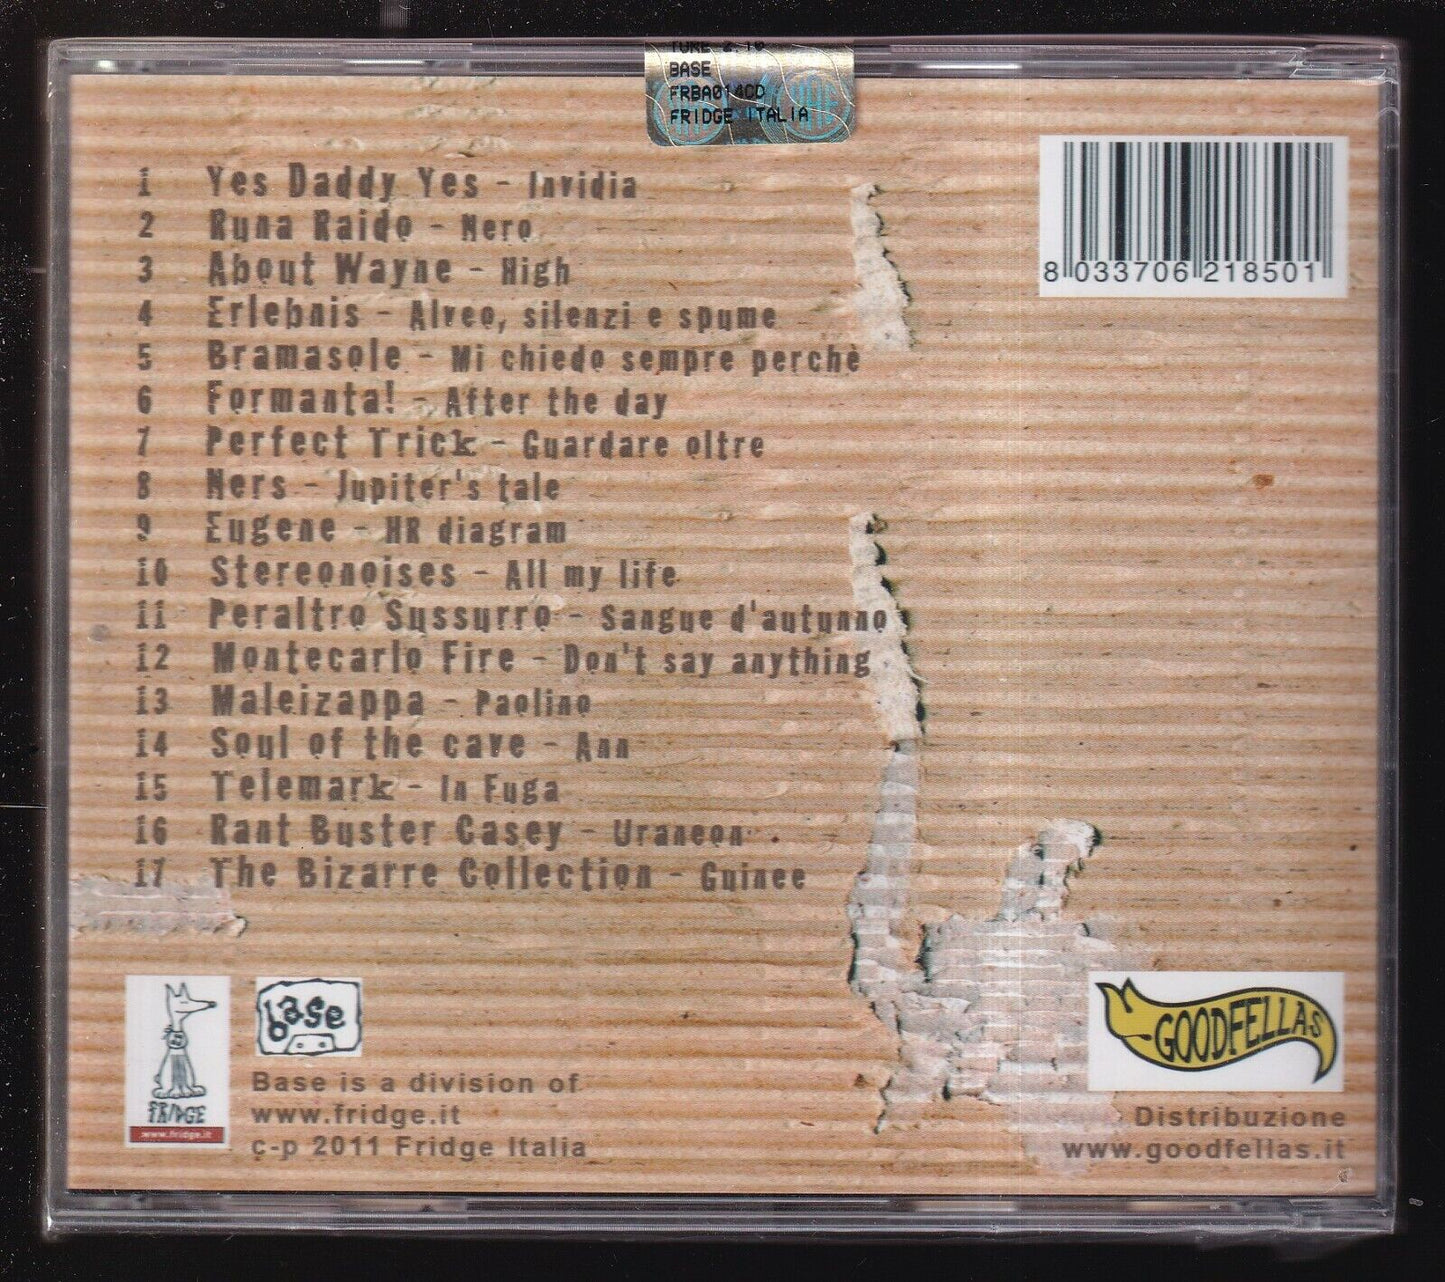 BASE
FRBA014CD
FRIDGE ITALIA
1 Yes Daddy Yes - Invidia
2 Runa Raido - Nero
3 About Wayne - High
4 Erlebnis - Alveo, silenzi e spume
5 Bramasole - Mi chiedo sempre perchè
6 Formanta! - After the day
7 Perfect Trick - Guardare oltre
8 Ners - Jupiter's tale
9 Eugene - HR diagram
10 Stereonoises - All my life
11 Peraltro Sussurro - Sangue d'autunno
12 Montecarlo Fire - Don't say anything
13 Maleizappa - Paolino
14 Soul of the cave - Ann
15 Telemark - In Fuga
16 Rant Buster Casey - Uraneon
17 The Bizarre Collection - Guinee
8 033706 218501
base
FRIDGE
www.fridge.it
Base is a division of
www.fridge.it
c-p 2011 Fridge Italia
GOODFELLAS
Distribuzione
www.goodfellas.it